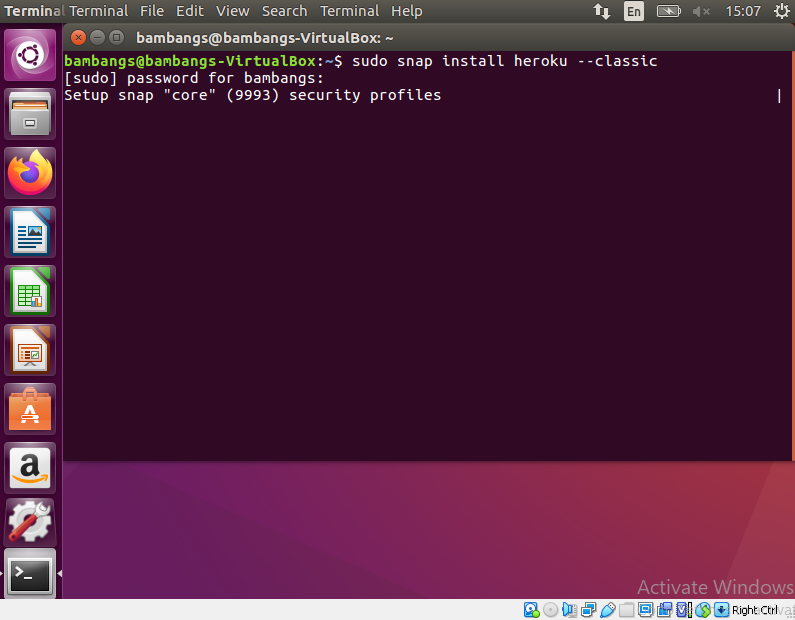 Terminal Terminal File Edit View Search Terminal Help En 15:07
bambangs@bambangs-VirtualBox: ~
bambangs@bambangs-VirtualBox:~$ sudo snap install heroku --classic
[sudo] password for bambangs:
Setup snap "core" (9993) security profiles |
Activate Windows
Right Ctrl